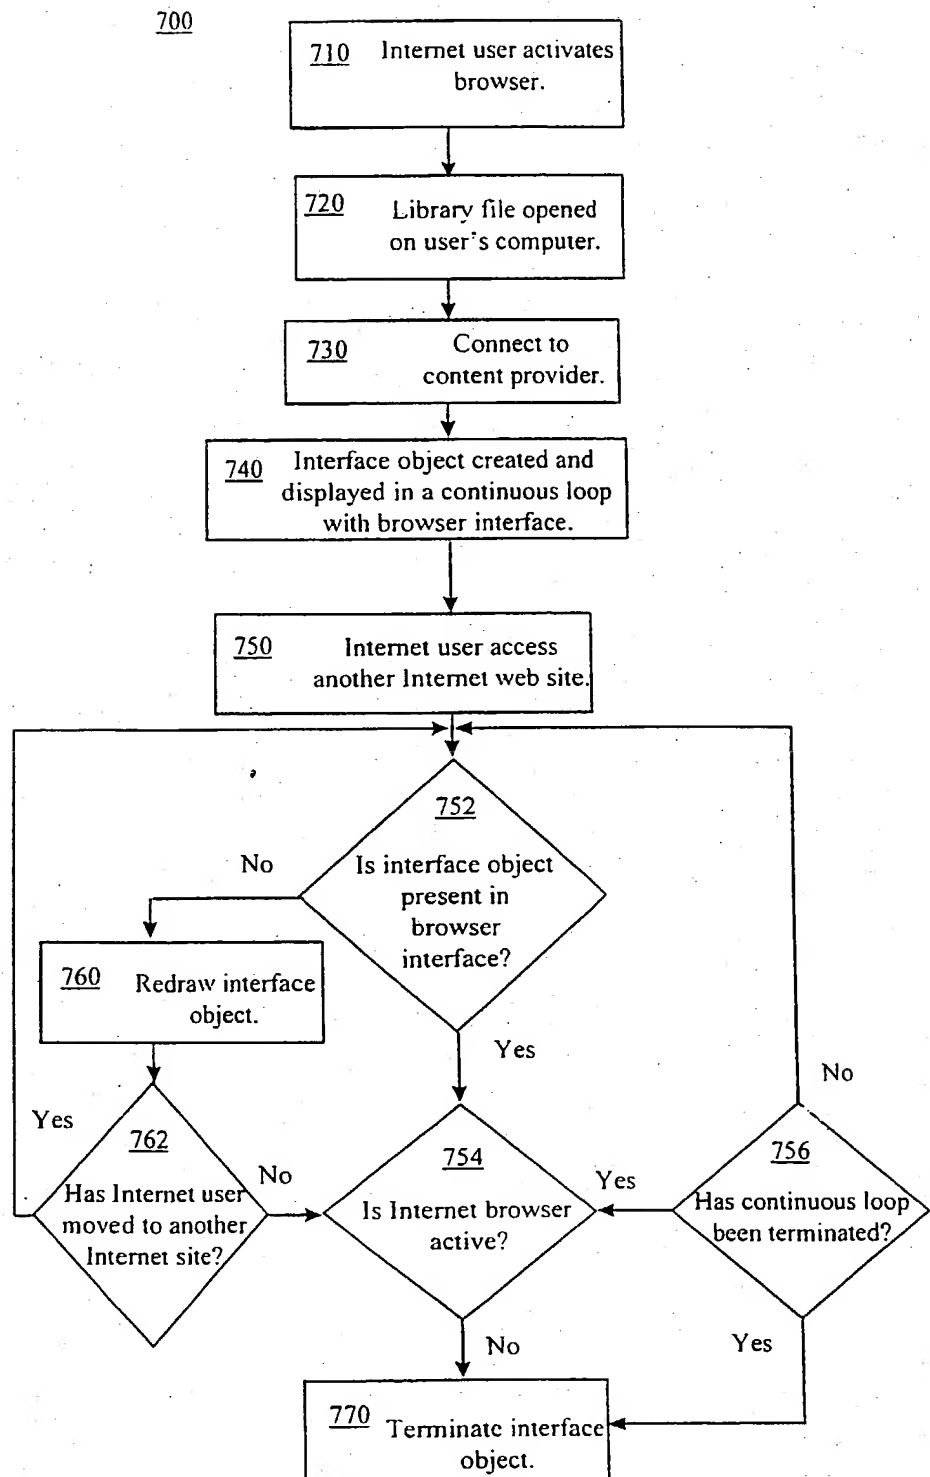 700
710 Internet user activates
browser.
720 Library file opened
on user's computer.
730 Connect to
content provider.
740 Interface object created and
displayed in a continuous loop
with browser interface.
750 Internet user access
another Internet web site.
752
No
Is interface object
present in
browser
interface?
760 Redraw interface
object.
Yes
No
Yes
762
Has Internet user
moved to another
Internet site?
No
754
Is Internet browser
active?
Yes
756
Has continuous loop
been terminated?
No
Yes
770 Terminate interface
object.